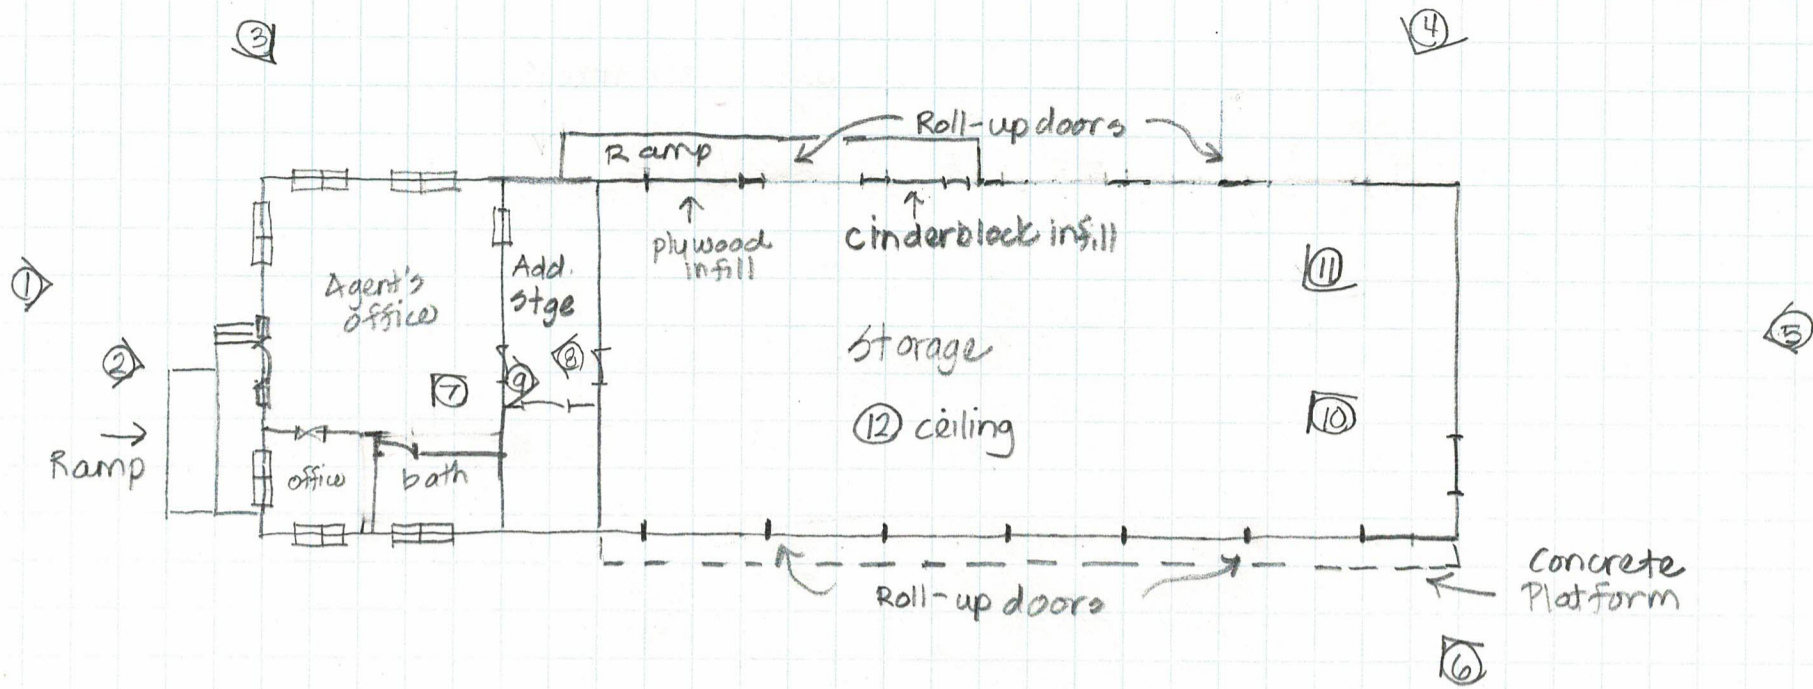 3
4
Roll-up doors
Ramp
plywood
infill
cinderblock infill
1
Agent's
office
Add.
Stge
11
Storage
5
2
7
9
8
12 ceiling
10
Ramp
office
bath
Roll-up doors
Concrete
Platform
6